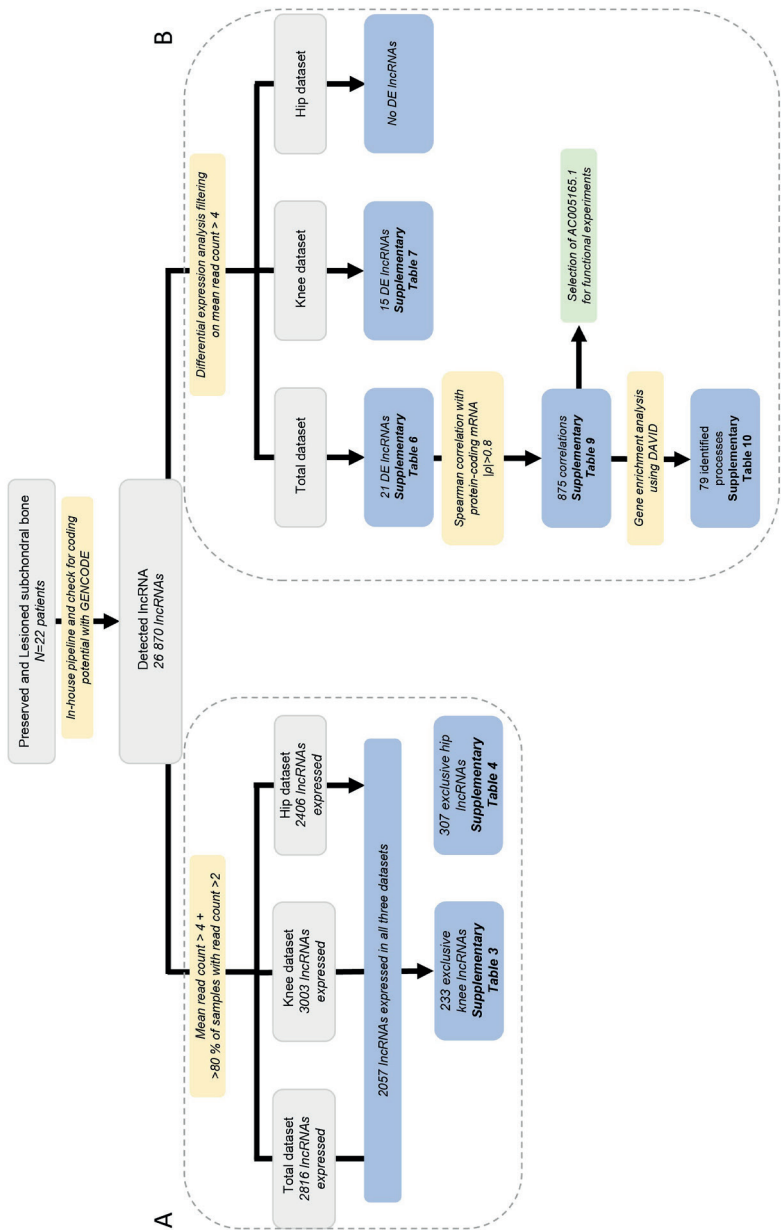 Preserved and Lesioned subchondral bone
N=22 patients
In-house pipeline and check for coding
potential with GENCODE
Detected lncRNA
26 870 lncRNAs
A
Mean read count > 4 +
>80 % of samples with read count >2
Total dataset
2816 lncRNAs
expressed
Knee dataset
3003 lncRNAs
expressed
Hip dataset
2406 lncRNAs
expressed
2057 lncRNAs expressed in all three datasets
233 exclusive
knee lncRNAs
Supplementary
Table 3
307 exclusive hip
lncRNAs
Supplementary
Table 4
B
Differential expression analysis filtering
on mean read count > 4
Total dataset
Knee dataset
Hip dataset
21 DE lncRNAs
Supplementary
Table 6
15 DE lncRNAs
Supplementary
Table 7
No DE lncRNAs
Spearman correlation with
protein-coding mRNA
|ρ|>0.8
875 correlations
Supplementary
Table 9
Selection of AC005165.1
for functional experiments
Gene enrichment analysis
using DAVID
79 identified
processes
Supplementary
Table 10